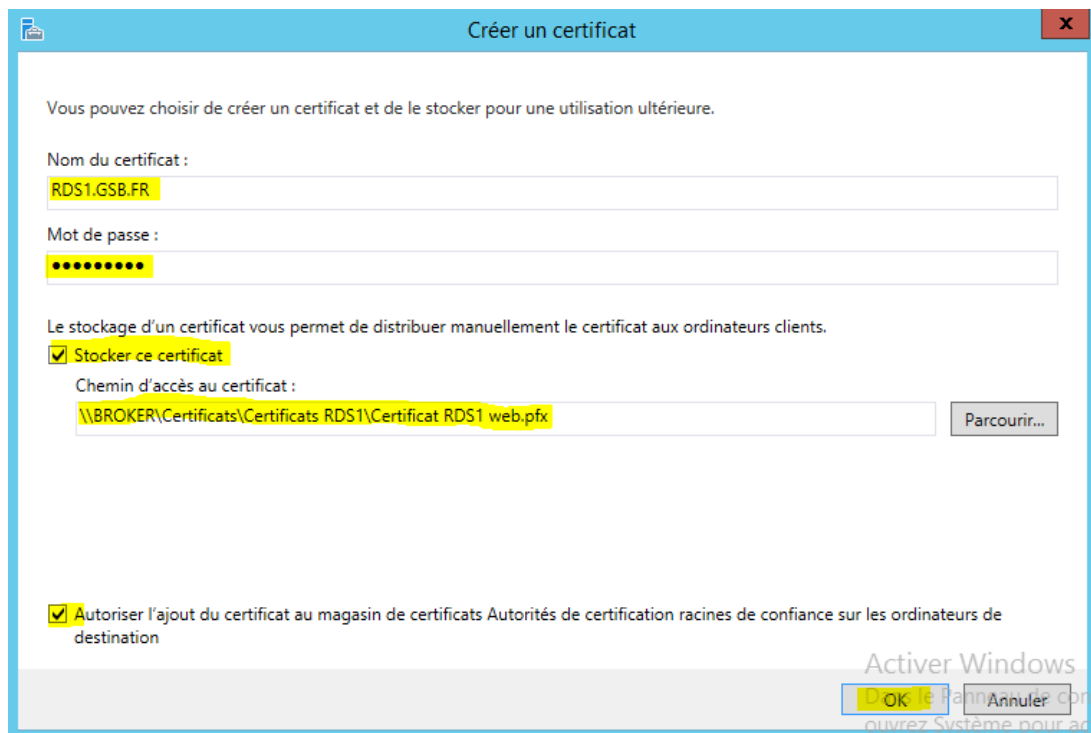 Créer un certificat
x
Vous pouvez choisir de créer un certificat et de le stocker pour une utilisation ultérieure.
Nom du certificat :
RDS1.GSB.FR
Mot de passe :
●●●●●●●●●
Le stockage d'un certificat vous permet de distribuer manuellement le certificat aux ordinateurs clients.
Stocker ce certificat
Chemin d'accès au certificat :
\\BROKER\Certificats\Certificats RDS1\Certificat RDS1 web.pfx
Parcourir...
Autoriser l'ajout du certificat au magasin de certificats Autorités de certification racines de confiance sur les ordinateurs de
destination
Activer Windows
OK
Annuler